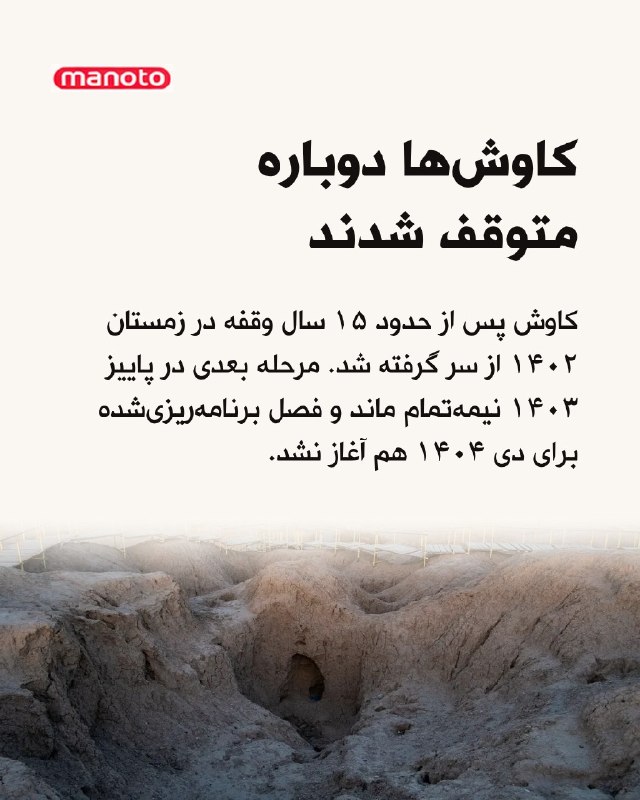 manoto
کاوش‌ها دوباره
متوقف شدند
کاوش پس از حدود ۱۵ سال وقفه در زمستان
۱۴۰۲ از سر گرفته شد. مرحله بعدی در پاییز
۱۴۰۳ نیمه‌تمام ماند و فصل برنامه‌ریزی‌شده
برای دی ۱۴۰۴ هم آغاز نشد.